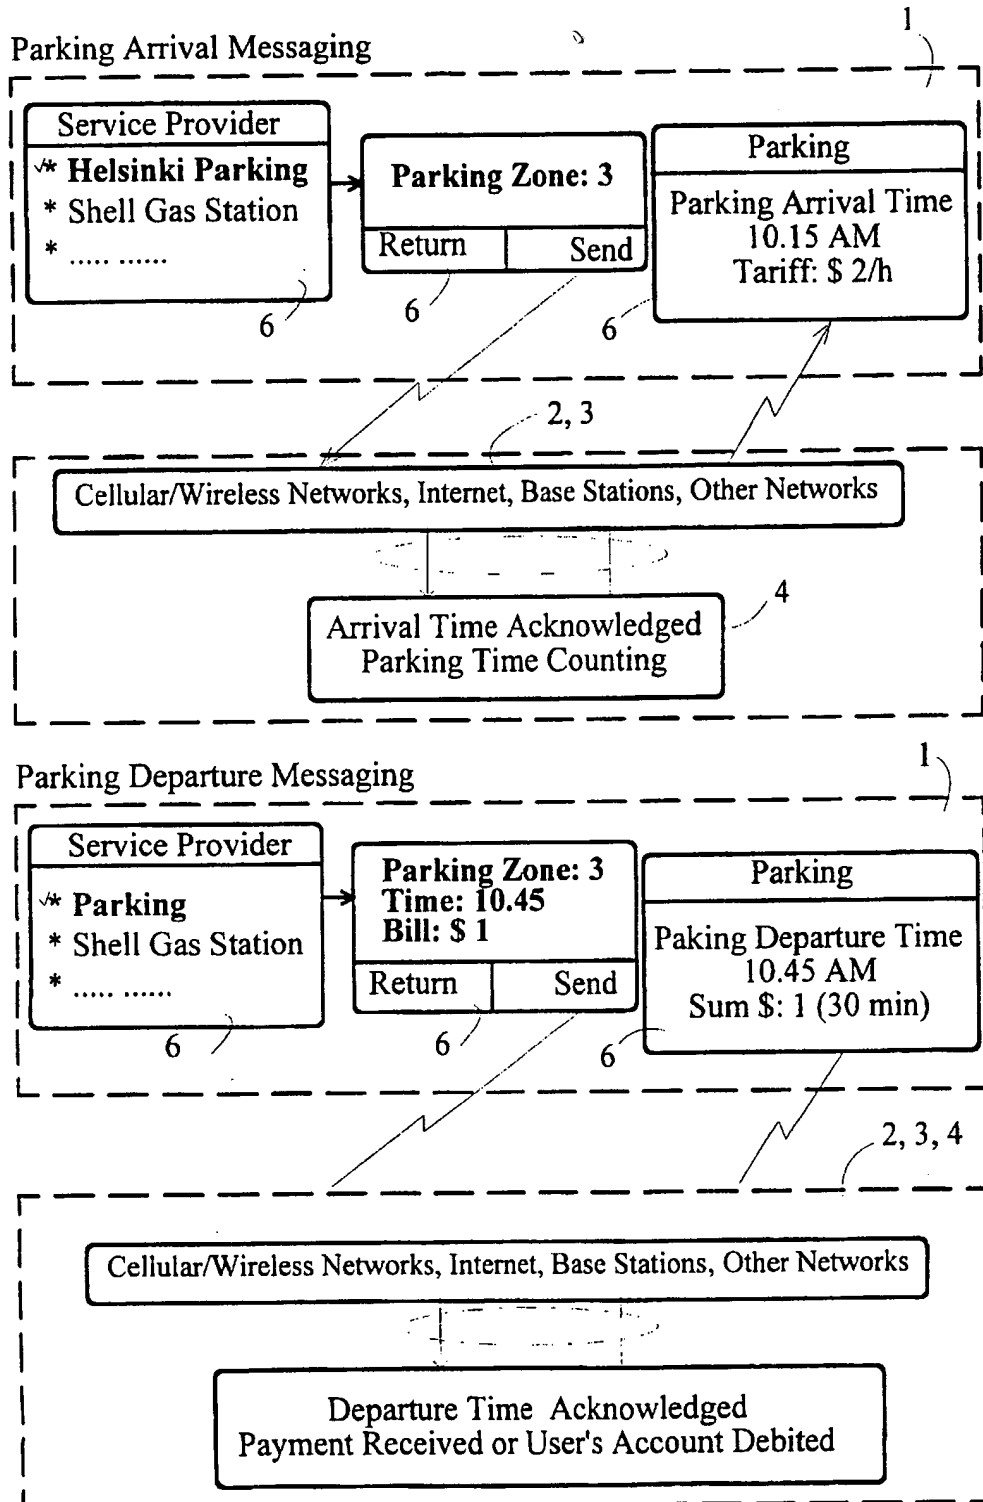 Parking Arrival Messaging
1
Service Provider
* Helsinki Parking
* Shell Gas Station
* ..... ......
6
Parking Zone: 3
Return Send
6
Parking
Parking Arrival Time
10.15 AM
Tariff: $ 2/h
6
2, 3
Cellular/Wireless Networks, Internet, Base Stations, Other Networks
4
Arrival Time Acknowledged
Parking Time Counting
Parking Departure Messaging
1
Service Provider
* Parking
* Shell Gas Station
* ..... ......
6
Parking Zone: 3
Time: 10.45
Bill: $ 1
Return Send
6
Parking
Paking Departure Time
10.45 AM
Sum $: 1 (30 min)
6
2, 3, 4
Cellular/Wireless Networks, Internet, Base Stations, Other Networks
Departure Time Acknowledged
Payment Received or User's Account Debited